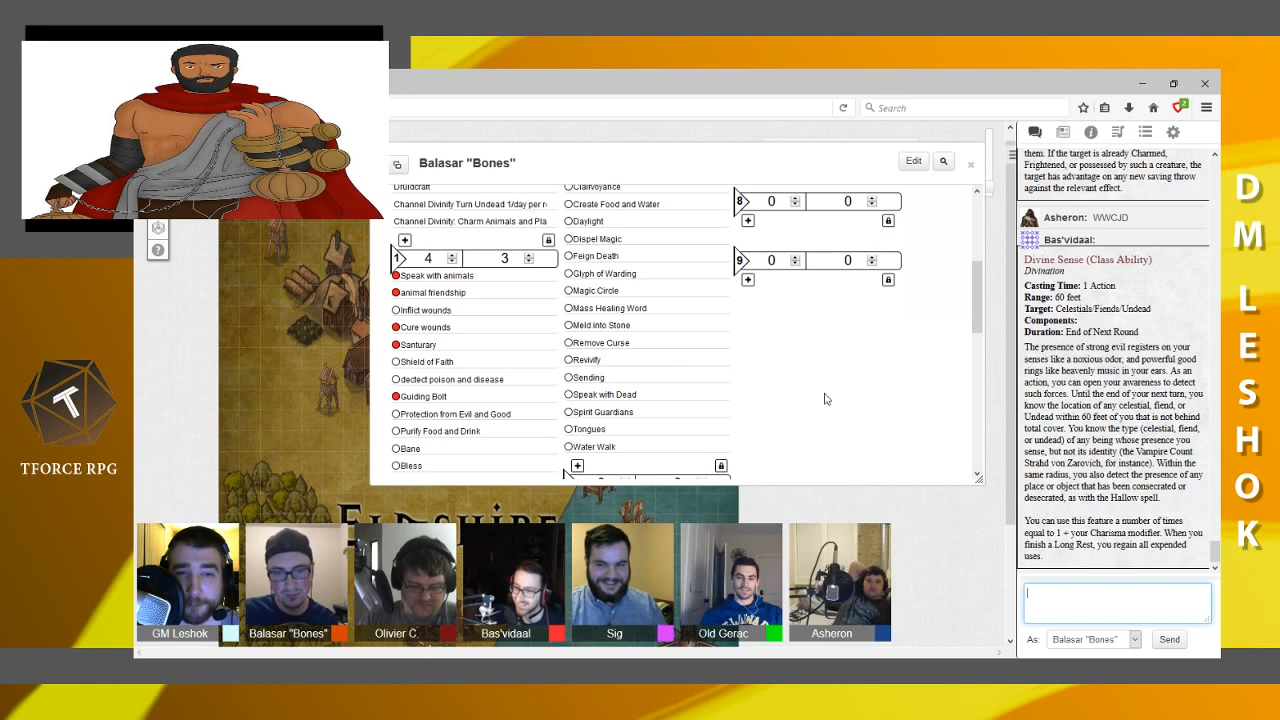 Search
2
Balasar "Bones"
Edit
Druidcraft
Channel Divinity Turn Undead 1/day per r
Channel Divinity: Charm Animals and Pla
1 4 3
Speak with animals
animal friendship
Inflict wounds
Cure wounds
Santurary
Shield of Faith
dectect poison and disease
Guiding Bolt
Protection from Evil and Good
Purify Food and Drink
Bane
Bless
Clairvoyance
Create Food and Water
Daylight
Dispel Magic
Feign Death
Glyph of Warding
Magic Circle
Mass Healing Word
Meld into Stone
Remove Curse
Revivify
Sending
Speak with Dead
Spirit Guardians
Tongues
Water Walk
8 0 0
9 0 0
them. If the target is already Charmed,
Frightened, or possessed by such a creature, the
target has advantage on any new saving throw
against the relevant effect.
Asheron: WWCJD
Bas'vidaal:
Divine Sense (Class Ability)
Divination
Casting Time: 1 Action
Range: 60 feet
Target: Celestials/Fiends/Undead
Components:
Duration: End of Next Round
The presence of strong evil registers on your
senses like a noxious odor, and powerful good
rings like heavenly music in your ears. As an
action, you can open your awareness to detect
such forces. Until the end of your next turn, you
know the location of any celestial, fiend, or
Undead within 60 feet of you that is not behind
total cover. You know the type (celestial, fiend,
or undead) of any being whose presence you
sense, but not its identity (the Vampire Count
Strahd von Zarovich, for instance). Within the
same radius, you also detect the presence of any
place or object that has been consecrated or
desecrated, as with the Hallow spell.
You can use this feature a number of times
equal to 1 + your Charisma modifier. When you
finish a Long Rest, you regain all expended
uses.
As: Balasar "Bones" Send
DM LESHOK
T
TFORCE RPG
GM Leshok
Balasar "Bones"
Olivier C.
Bas'vidaal
Sig
Old Gerac
Asheron